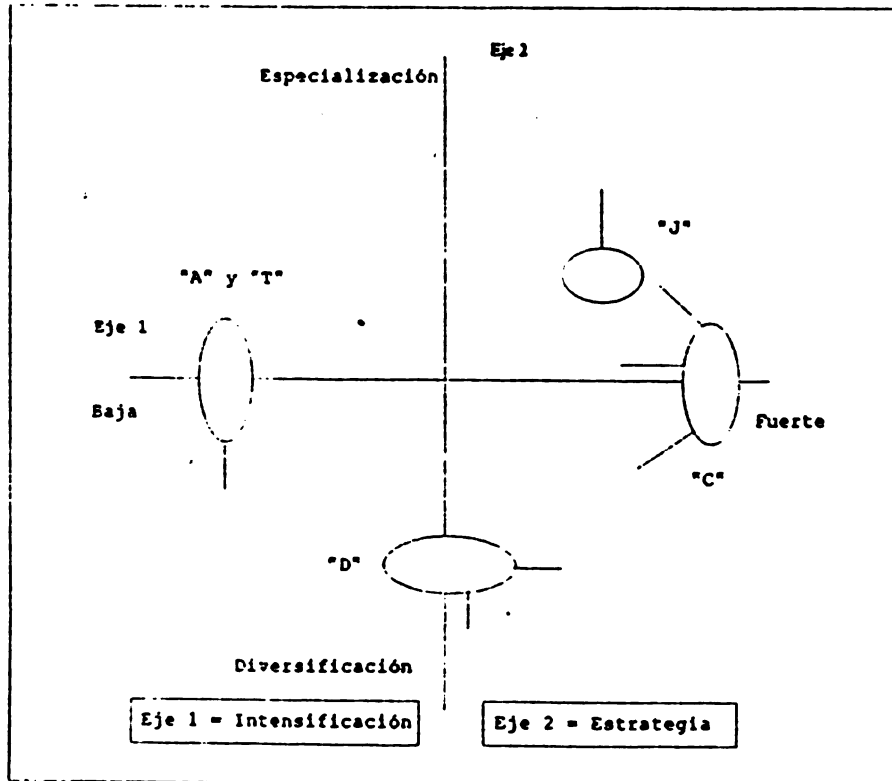 Eje 2
Especialización
"J"
"A" y "T"
Eje 1
Baja
Fuerte
"C"
"D"
Diversificación
Eje 1 = Intensificación
Eje 2 = Estrategia